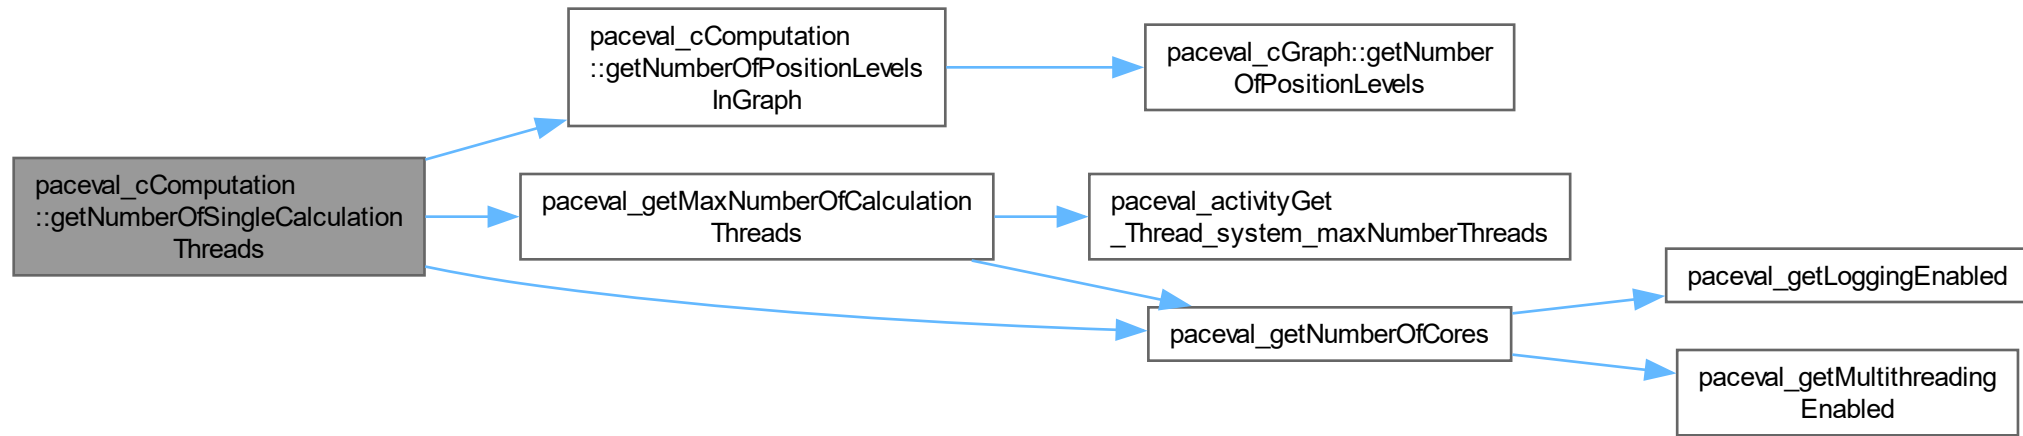 paceval_cComputation
::getNumberOfPositionLevels
InGraph
paceval_cGraph::getNumber
OfPositionLevels
paceval_cComputation
::getNumberOfSingleCalculation
Threads
paceval_getMaxNumberOfCalculation
Threads
paceval_activityGet
_Thread_system_maxNumberThreads
paceval_getNumberOfCores
paceval_getLoggingEnabled
paceval_getMultithreading
Enabled